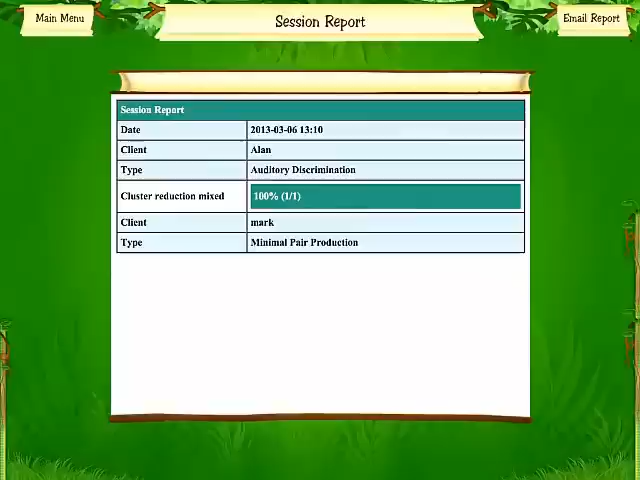 Main Menu
Session Report
Email Report
Session Report
Date 2013-03-06 13:10
Client Alan
Type Auditory Discrimination
Cluster reduction mixed 100% (1/1)
Client mark
Type Minimal Pair Production